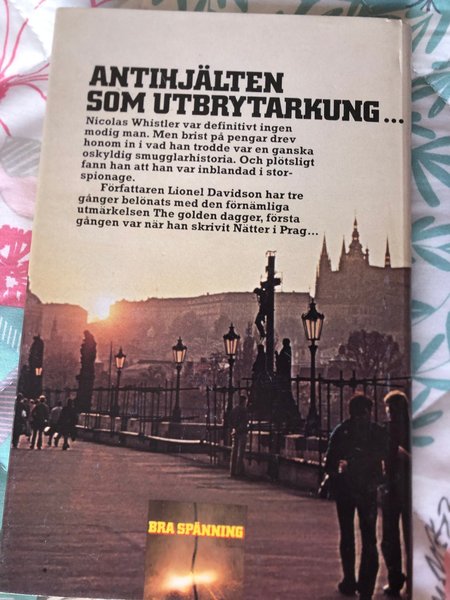 ANTIHJÄLTEN
SOM UTBRYTARKUNG...
Nicolas Whistler var definitivt ingen
modig man. Men brist på pengar drev
honom in i vad han trodde var en ganska
oskyldig smugglarhistoria. Och plötsligt
fann han att han var inblandad i stor-
spionage.
Författaren Lionel Davidson har tre
gånger belönats med den förnämliga
utmärkelsen The golden dagger, första
gången var när han skrivit Nätter i Prag...
BRA SPÄNNING